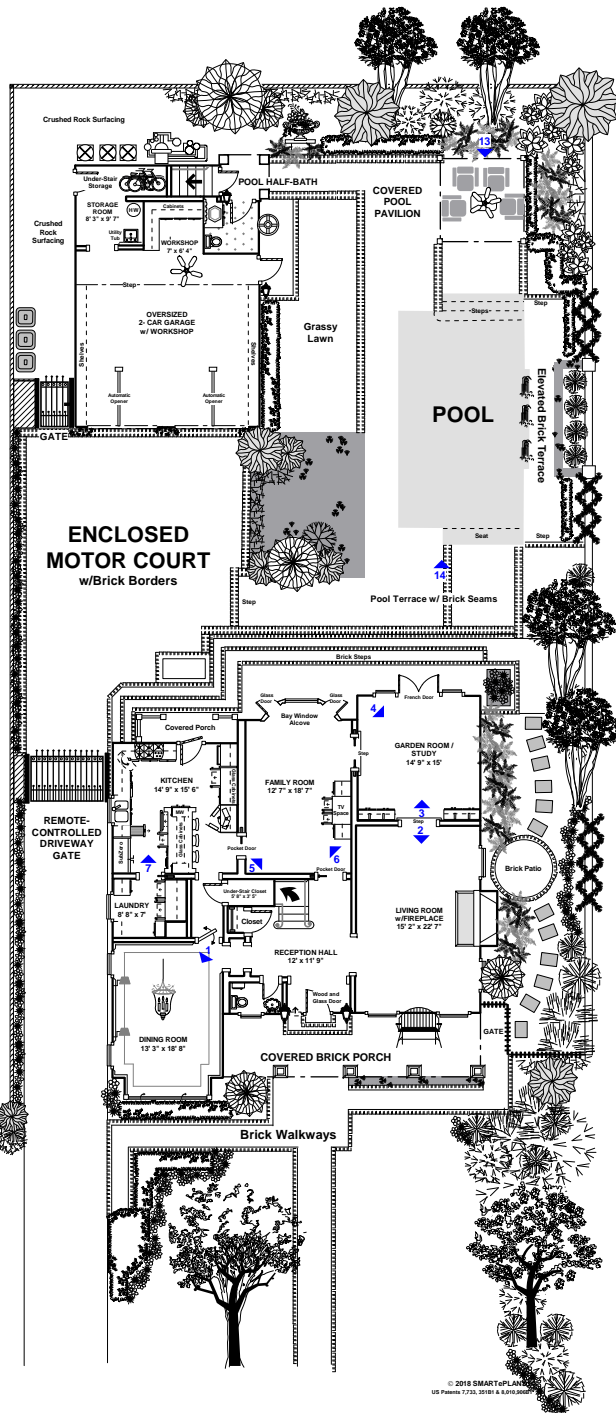 Crushed Rock Surfacing
13
Under-Stair
Storage
POOL HALF-BATH
COVERED
POOL
PAVILION
STORAGE
ROOM
8' 3" x 9' 7"
HW
Cabinets
Crushed
Rock
Surfacing
Utility
Tub
WORKSHOP
7' x 6' 4"
Step
OVERSIZED
2- CAR GARAGE
w/ WORKSHOP
Steps
Step
Grassy
Lawn
Shelves
Shelves
Automatic
Opener
Automatic
Opener
POOL
Elevated Brick Terrace
GATE
ENCLOSED
MOTOR COURT
w/Brick Borders
Seat
Step
14
Step
Pool Terrace w/ Brick Seams
Brick Steps
Glass
Door
Glass
Door
French Door
4
Covered Porch
Bay Window
Alcove
Step
GARDEN ROOM /
STUDY
14' 9" x 15'
KITCHEN
14' 9" x 15' 6"
FAMILY ROOM
12' 7" x 18' 7"
TV
Space
MW
3
Step
2
REMOTE-
CONTROLLED
DRIVEWAY
GATE
SubZero
Pocket Door
7
5
6
Pocket Door
Brick Patio
LAUNDRY
8' 8" x 7'
Under-Stair Closet
5' 8" x 3' 5"
Closet
LIVING ROOM
w/FIREPLACE
15' 2" x 22' 7"
1
RECEPTION HALL
12' x 11' 9"
Wood and
Glass Door
DINING ROOM
13' 3" x 18' 8"
GATE
COVERED BRICK PORCH
Brick Walkways
© 2018 SMARTePLANS